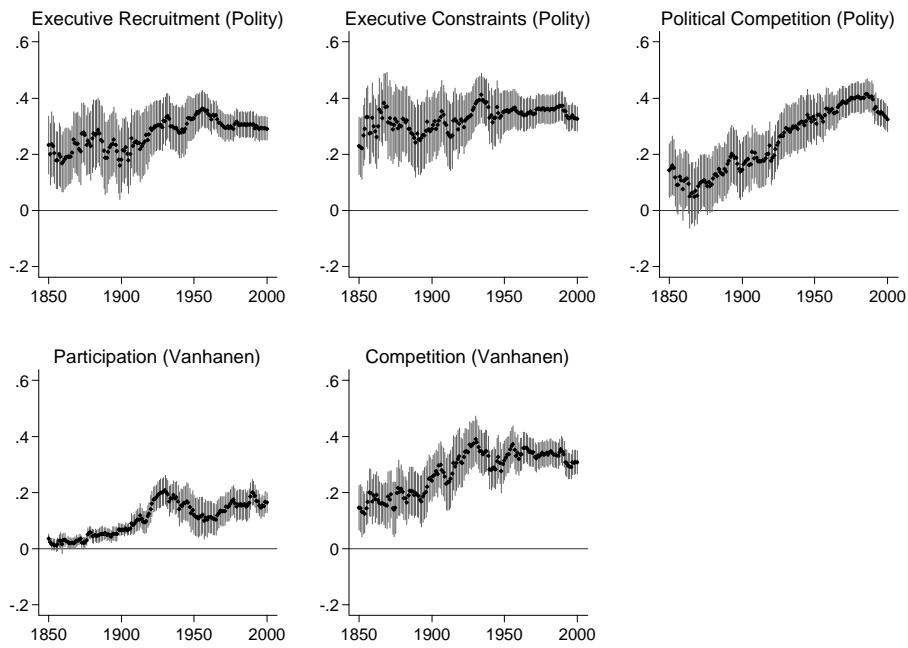 Executive Recruitment (Polity)
.6
.4
.2
0
-.2
1850 1900 1950 2000
Executive Constraints (Polity)
.6
.4
.2
0
-.2
1850 1900 1950 2000
Political Competition (Polity)
.6
.4
.2
0
-.2
1850 1900 1950 2000
Participation (Vanhanen)
.6
.4
.2
0
-.2
1850 1900 1950 2000
Competition (Vanhanen)
.6
.4
.2
0
-.2
1850 1900 1950 2000